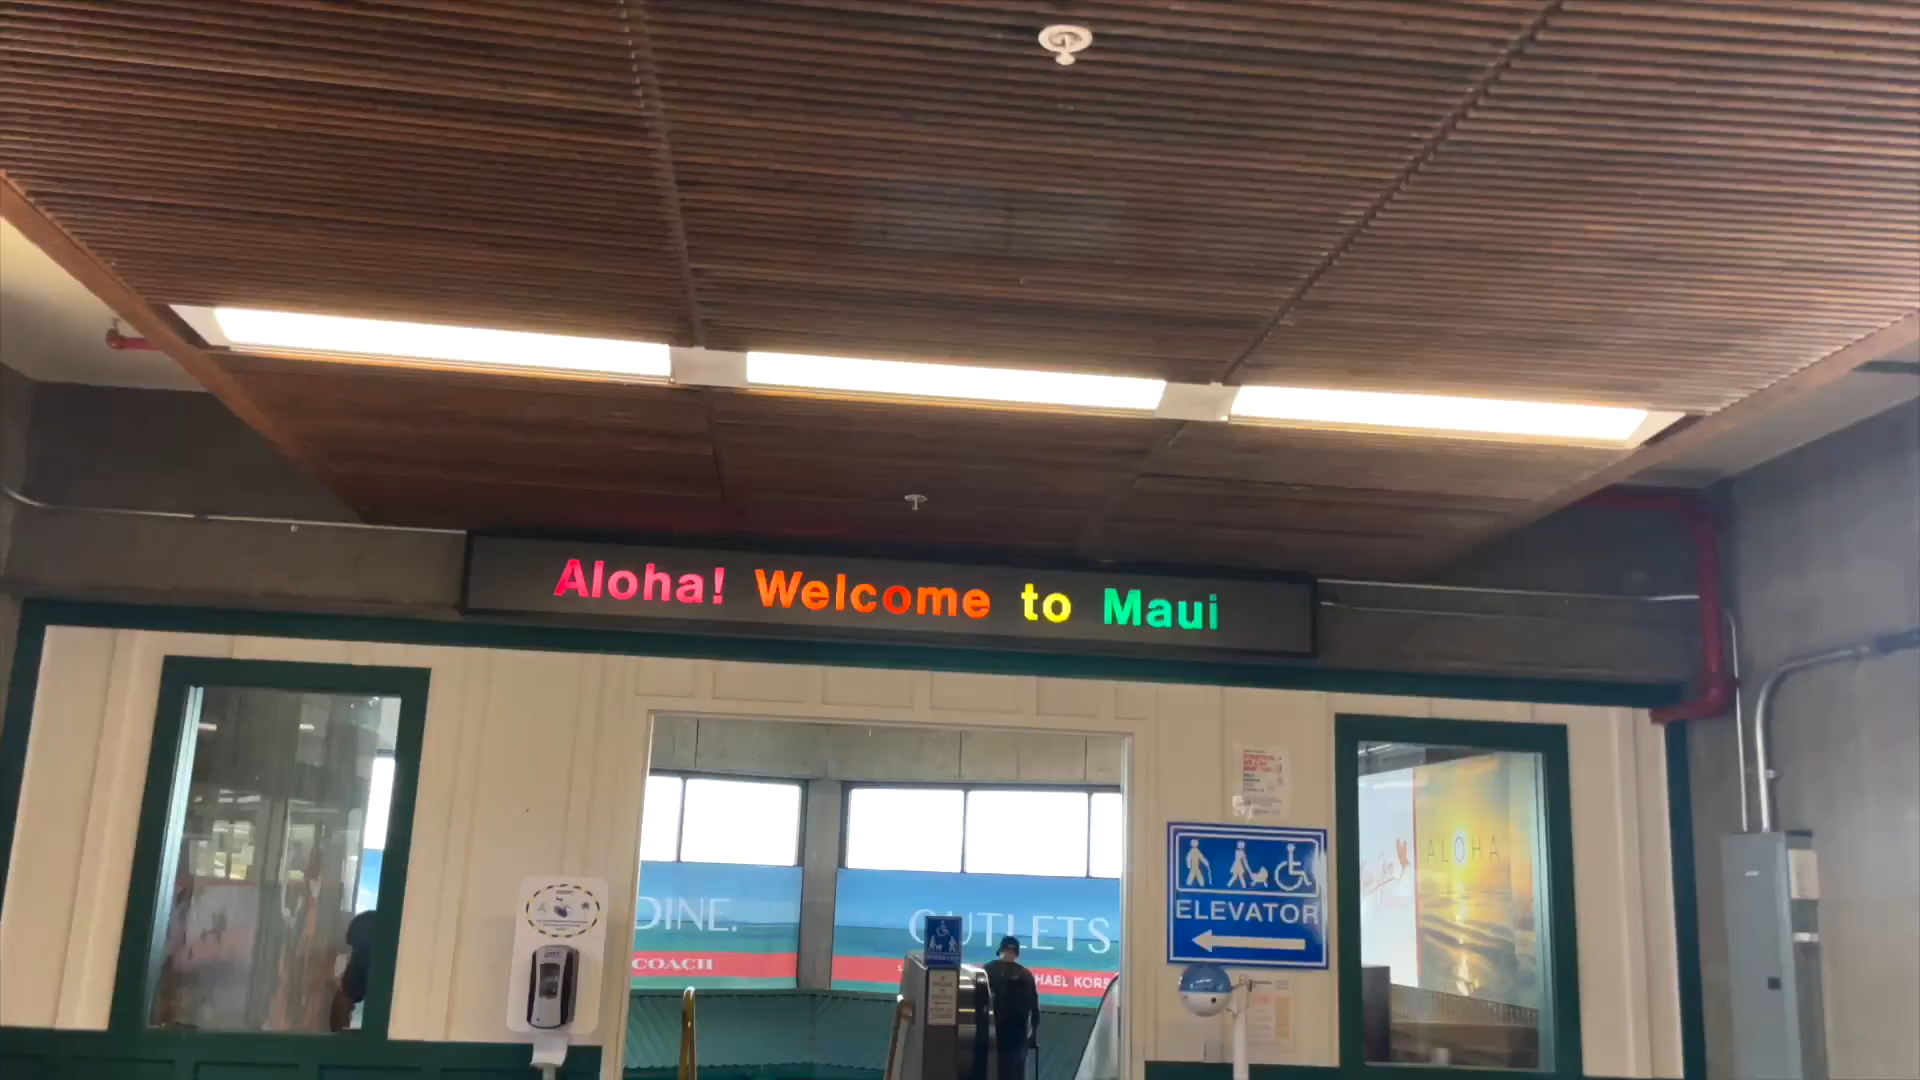 Aloha! Welcome to Maui
DINE.
COACH
OUTLETS
HAEL KORS
ELEVATOR
ALOHA